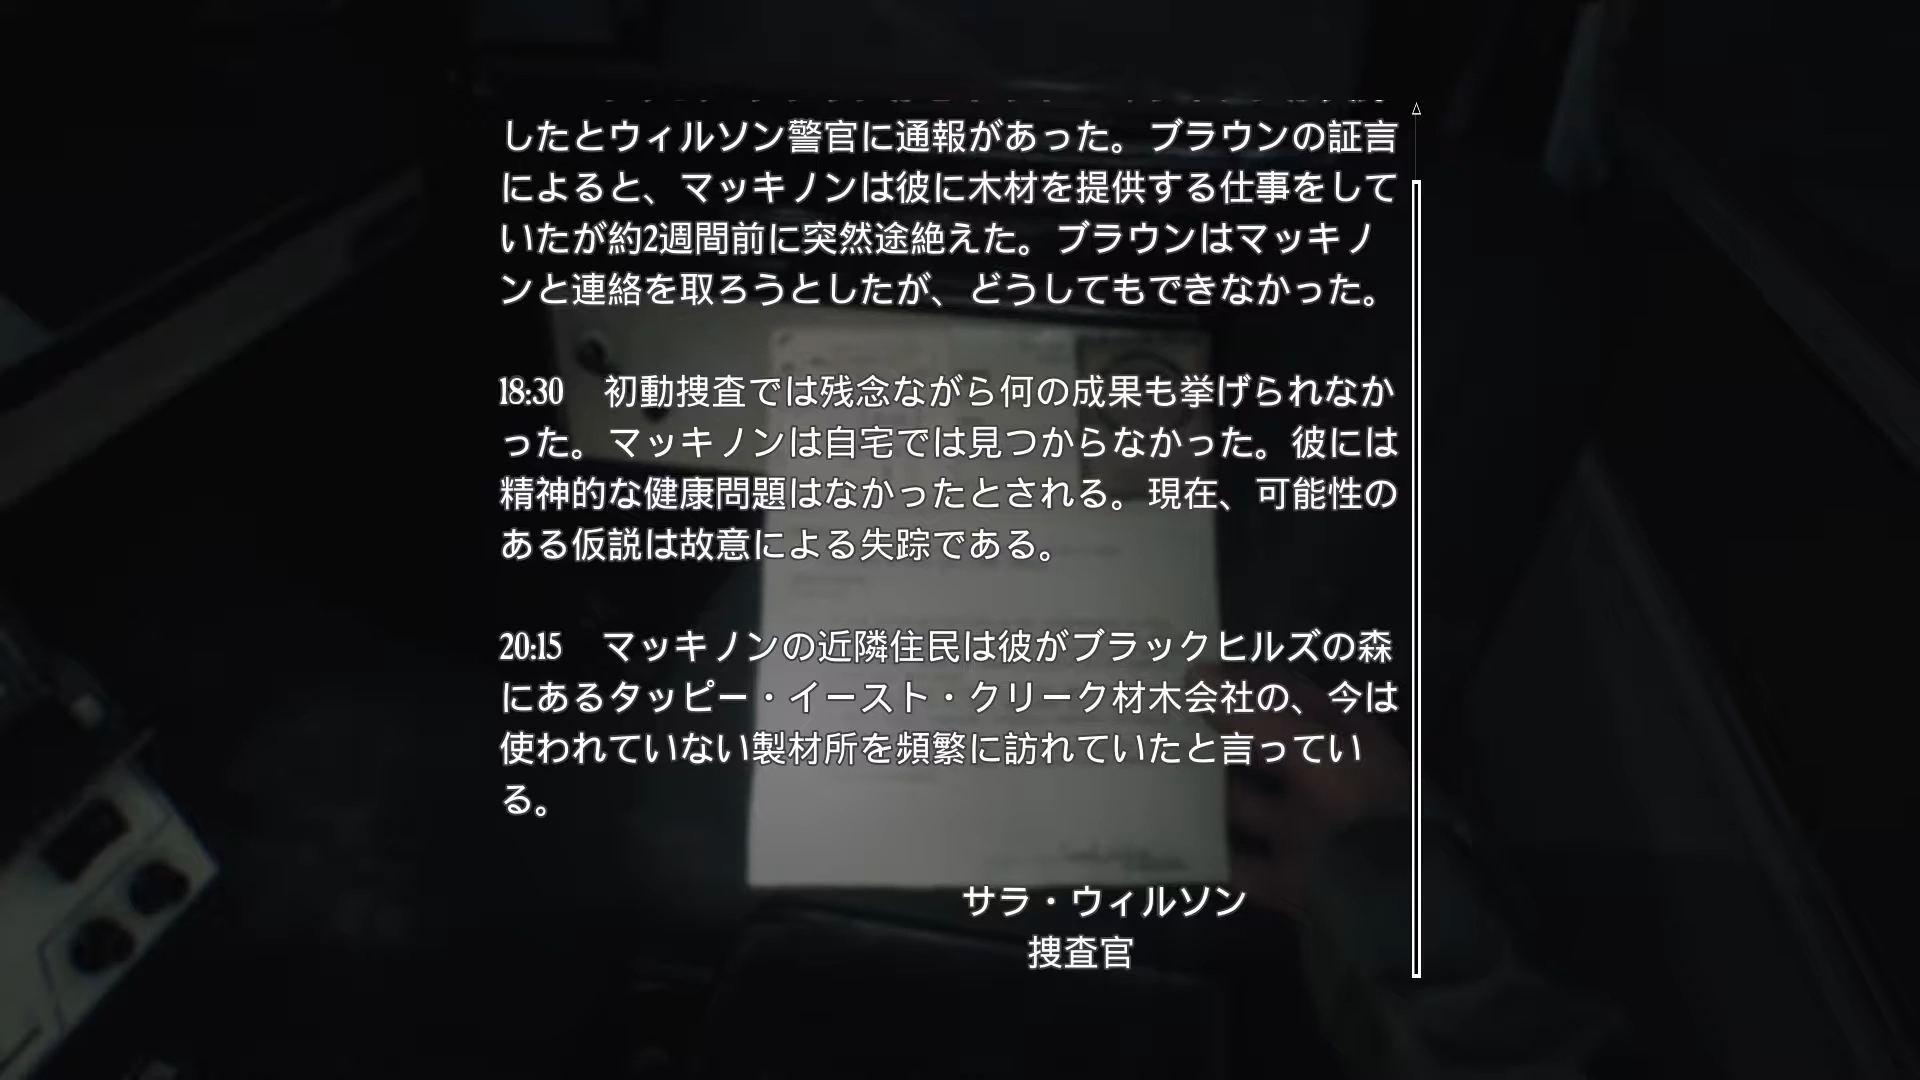 したとウィルソン警官に通報があった。ブラウンの証言
によると、マッキノンは彼に木材を提供する仕事をして
いたが約2週間前に突然途絶えた。ブラウンはマッキノ
ンと連絡を取ろうとしたが、どうしてもできなかった。
18:30　初動捜査では残念ながら何の成果も挙げられなか
った。マッキノンは自宅では見つからなかった。彼には
精神的な健康問題はなかったとされる。現在、可能性の
ある仮説は故意による失踪である。
20:15　マッキノンの近隣住民は彼がブラックヒルズの森
にあるタッピー・イースト・クリーク材木会社の、今は
使われていない製材所を頻繁に訪れていたと言ってい
る。
サラ・ウィルソン
捜査官